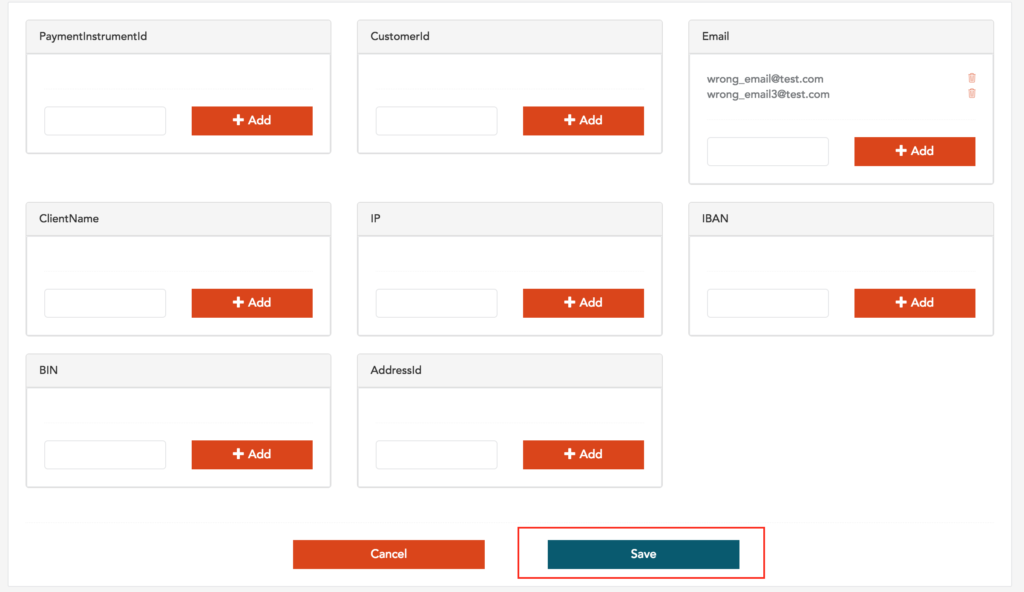 PaymentInstrumentId
CustomerId
Email
wrong_email@test.com
wrong_email3@test.com
Add
Add
Add
ClientName
IP
IBAN
Add
Add
Add
BIN
AddressId
Add
Add
Cancel
Save